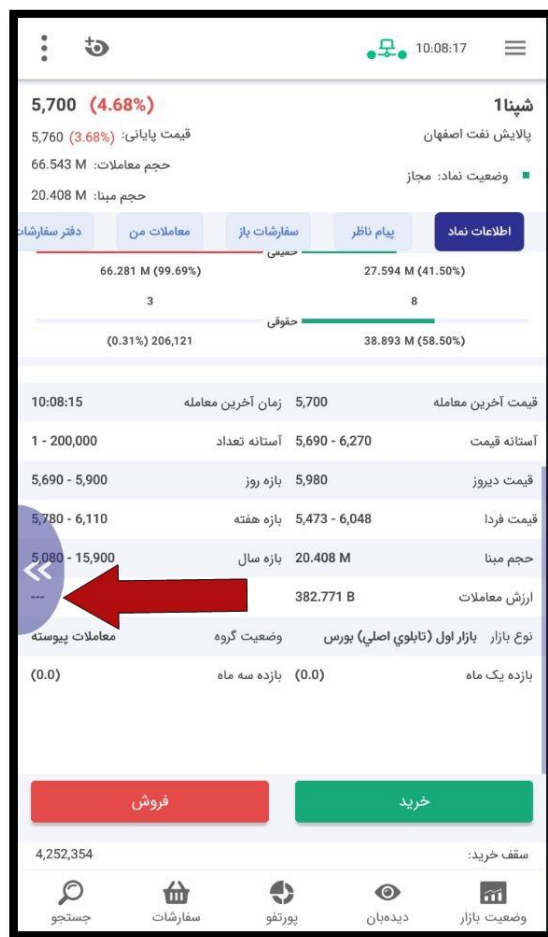 10:08:17
شپنا1
5,700 (4.68%)
پالایش نفت اصفهان
قیمت پایانی: 5,760 (3.68%)
حجم معاملات: 66.543 M
وضعیت نماد: مجاز
حجم مبنا: 20.408 M
اطلاعات نماد پیام ناظر سفارشات باز معاملات من دفتر سفارشات
حقیقی
27.594 M (41.50%) 66.281 M (99.69%)
8 3
حقوقی
38.893 M (58.50%) 206,121 (0.31%)
قیمت آخرین معامله 5,700 زمان آخرین معامله 10:08:15
آستانه قیمت 5,690 - 6,270 آستانه تعداد 1 - 200,000
قیمت دیروز 5,980 بازه روز 5,690 - 5,900
قیمت فردا 5,473 - 6,048 بازه هفته 5,780 - 6,110
حجم مبنا 20.408 M بازه سال 5,080 - 15,900
ارزش معاملات 382.771 B ---
نوع بازار بازار اول (تابلوي اصلي) بورس وضعیت گروه معاملات پیوسته
بازده یک ماه (0.0) بازده سه ماه (0.0)
خرید فروش
سقف خرید: 4,252,354
وضعیت بازار دیده‌بان پورتفو سفارشات جستجو